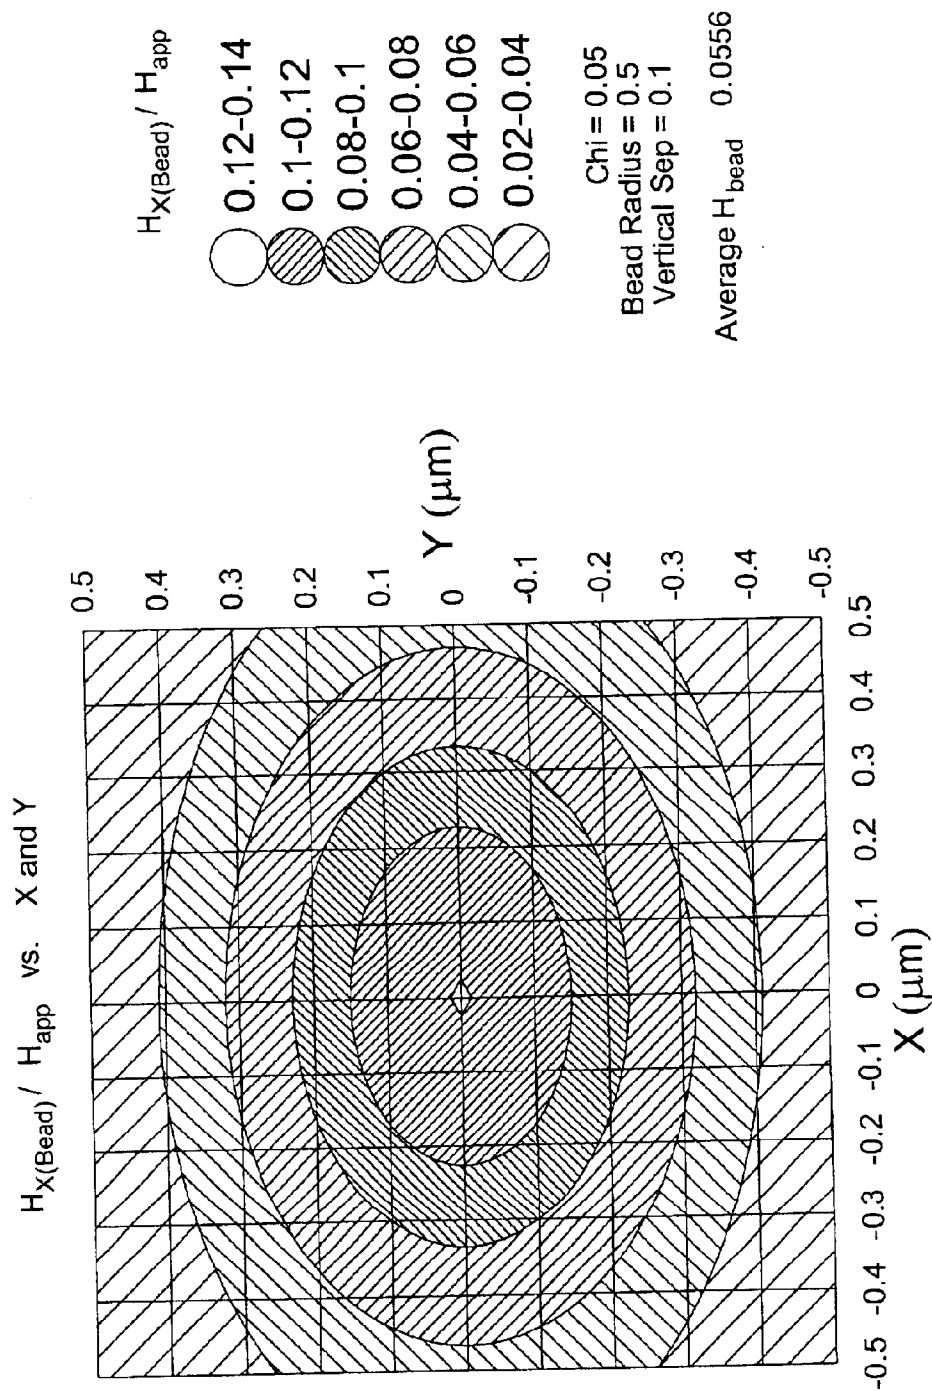 H_X(Bead) / H_app vs. X and Y
0.5
0.4
0.3
0.2
0.1
0
-0.1
-0.2
-0.3
-0.4
-0.5
Y (μm)
-0.5 -0.4 -0.3 -0.2 -0.1 0 0.1 0.2 0.3 0.4 0.5
X (μm)
H_X(Bead) / H_app
0.12-0.14
0.1-0.12
0.08-0.1
0.06-0.08
0.04-0.06
0.02-0.04
Chi = 0.05
Bead Radius = 0.5
Vertical Sep = 0.1
Average H_bead 0.0556